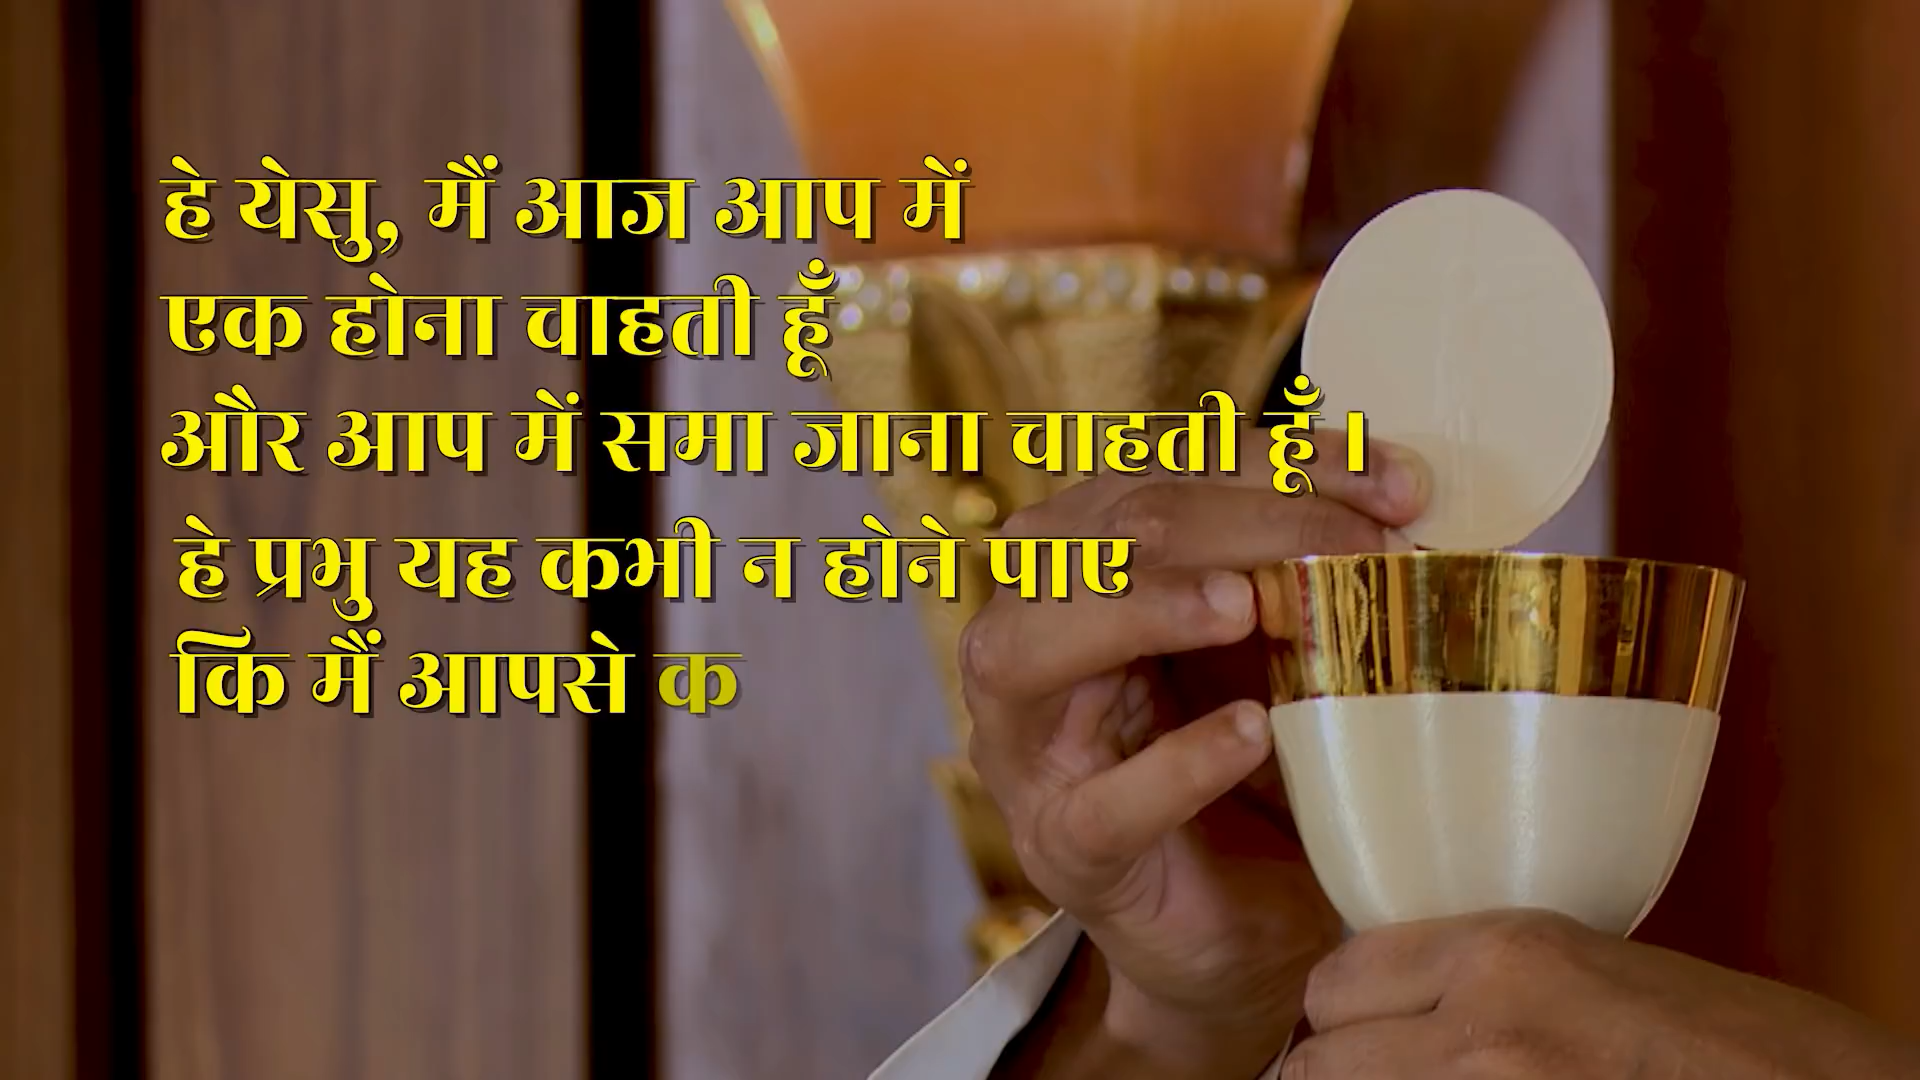 हे येसु, मैं आज आप में
एक होना चाहती हूँ
और आप में समा जाना चाहती हूँ।
हे प्रभु यह कभी न होने पाए
कि मैं आपसे क